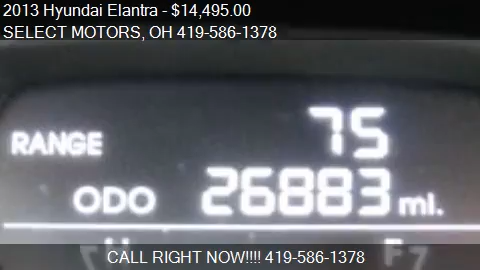 2013 Hyundai Elantra - $14,495.00
SELECT MOTORS, OH 419-586-1378
RANGE 75
ODO 26883 mi.
H F
CALL RIGHT NOW!!!! 419-586-1378